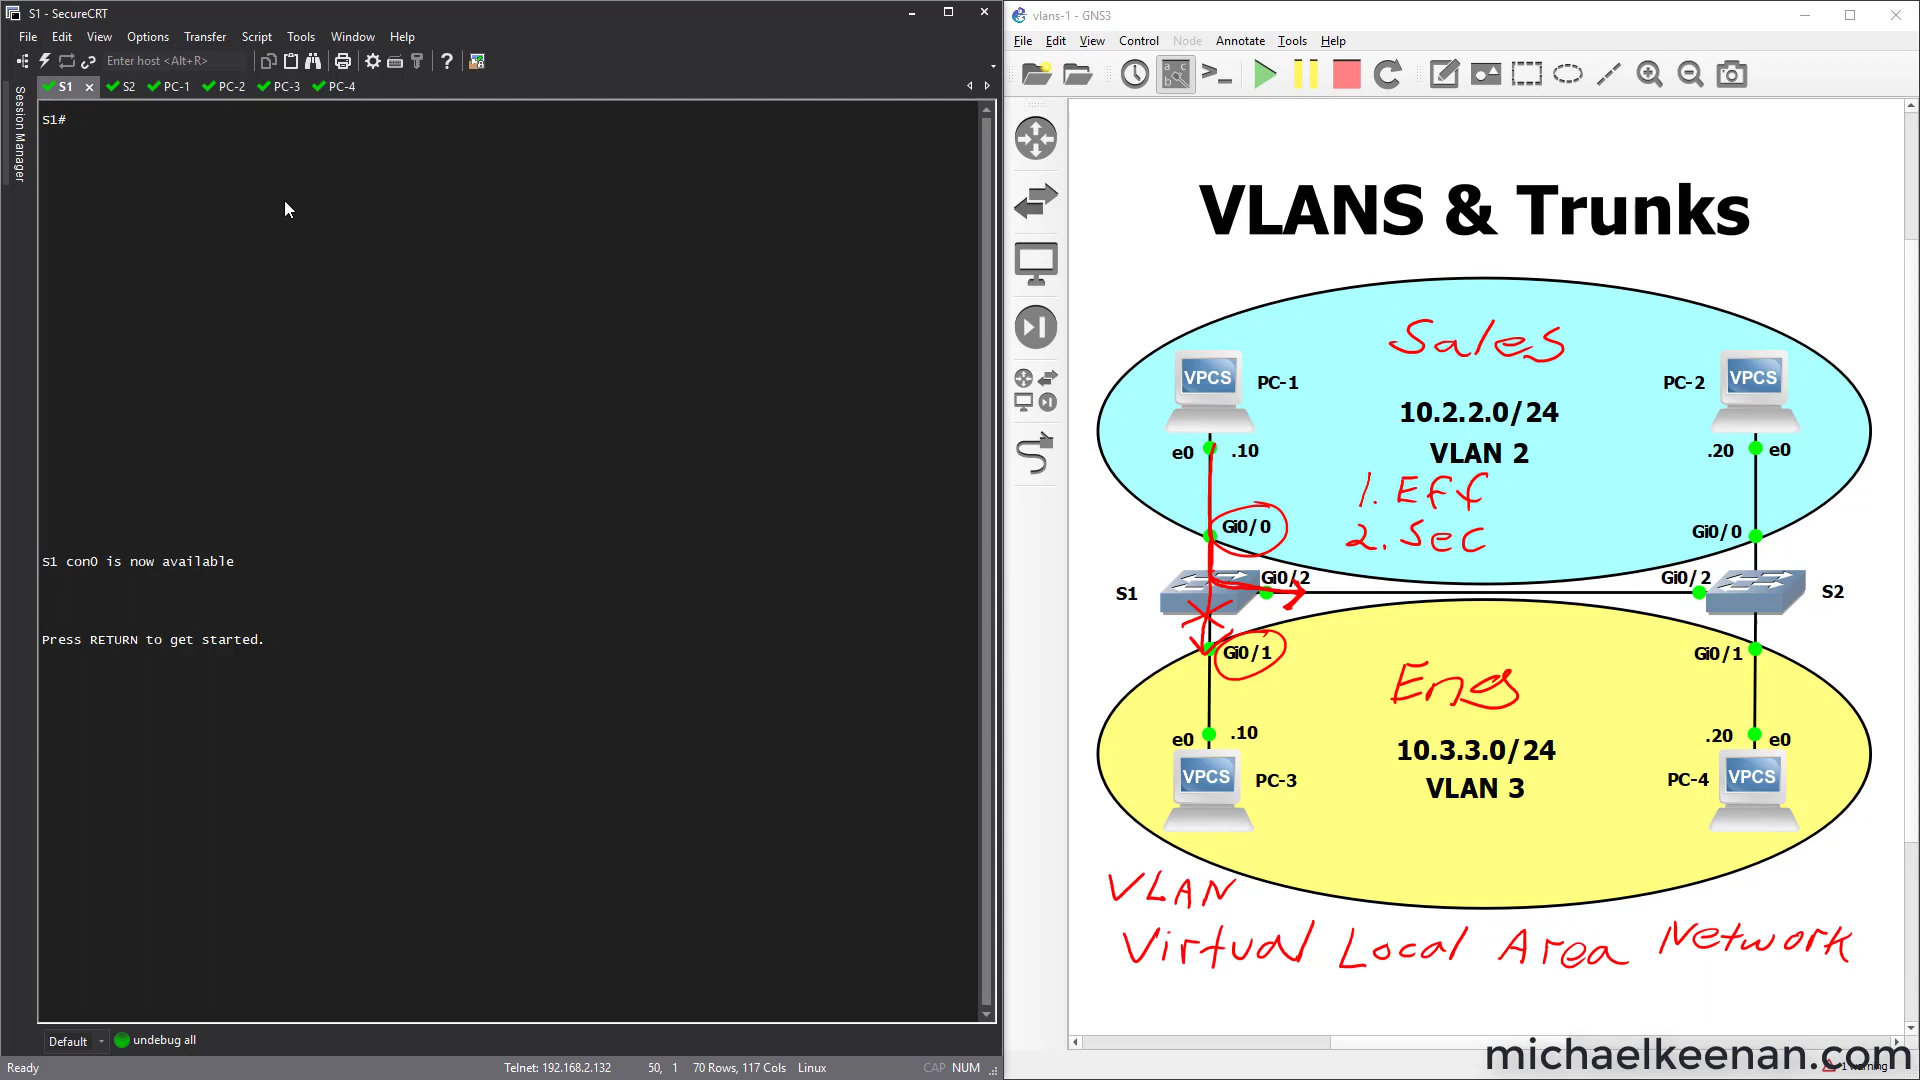 S1 - SecureCRT
File Edit View Options Transfer Script Tools Window Help
Enter host <Alt+R>
S1 S2 PC-1 PC-2 PC-3 PC-4
Session Manager
S1#
S1 con0 is now available
Press RETURN to get started.
Default undebug all
Ready Telnet: 192.168.2.132 50, 1 70 Rows, 117 Cols Linux CAP NUM
vlans-1 - GNS3
File Edit View Control Node Annotate Tools Help
VLANS & Trunks
Sales
VPCS PC-1 PC-2 VPCS
10.2.2.0/24
e0 .10 VLAN 2 .20 e0
1. Eff
Gi0/0 2. Sec Gi0/0
Gi0/2 Gi0/2
S1 S2
Gi0/1 Gi0/1
Eng
e0 .10 .20 e0
10.3.3.0/24
VPCS PC-3 PC-4 VPCS
VLAN 3
VLAN
Virtual Local Area Network
michaelkeenan.com
1 warning